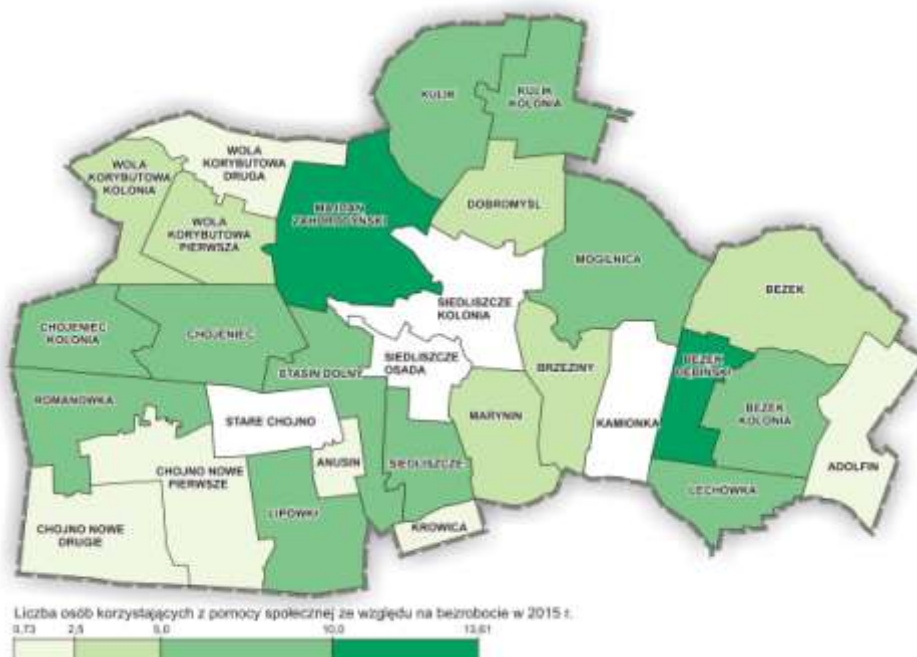 KULIK
KULIK
KOLONIA
WOLA
KORYBUTOWA
DRUGA
WOLA
KORYBUTOWA
KOLONIA
WOLA
KORYBUTOWA
PIERWSZA
MAJDAN
ZAHORODYŃSKI
DOBROMYŚL
MOGILNICA
BEZEK
SIEDLISZCZE
KOLONIA
CHOJENIEC
KOLONIA
CHOJENIEC
SIEDLISZCZE
OSADA
STASIN DOLNY
BRZEZINY
BEZEK
DĘBIŃSKI
ROMANÓWKA
STARE CHOJNO
MARYNIN
KAMIONKA
BEZEK
KOLONIA
ANUSIN
SIEDLISZCZE
ADOLFIN
CHOJNO NOWE
PIERWSZE
LECHÓWKA
LIPÓWKI
KROWICA
CHOJNO NOWE
DRUGIE
Liczba osób korzystających z pomocy społecznej ze względu na bezrobocie w 2015 r.
0,73 2,5 5,0 10,0 13,61